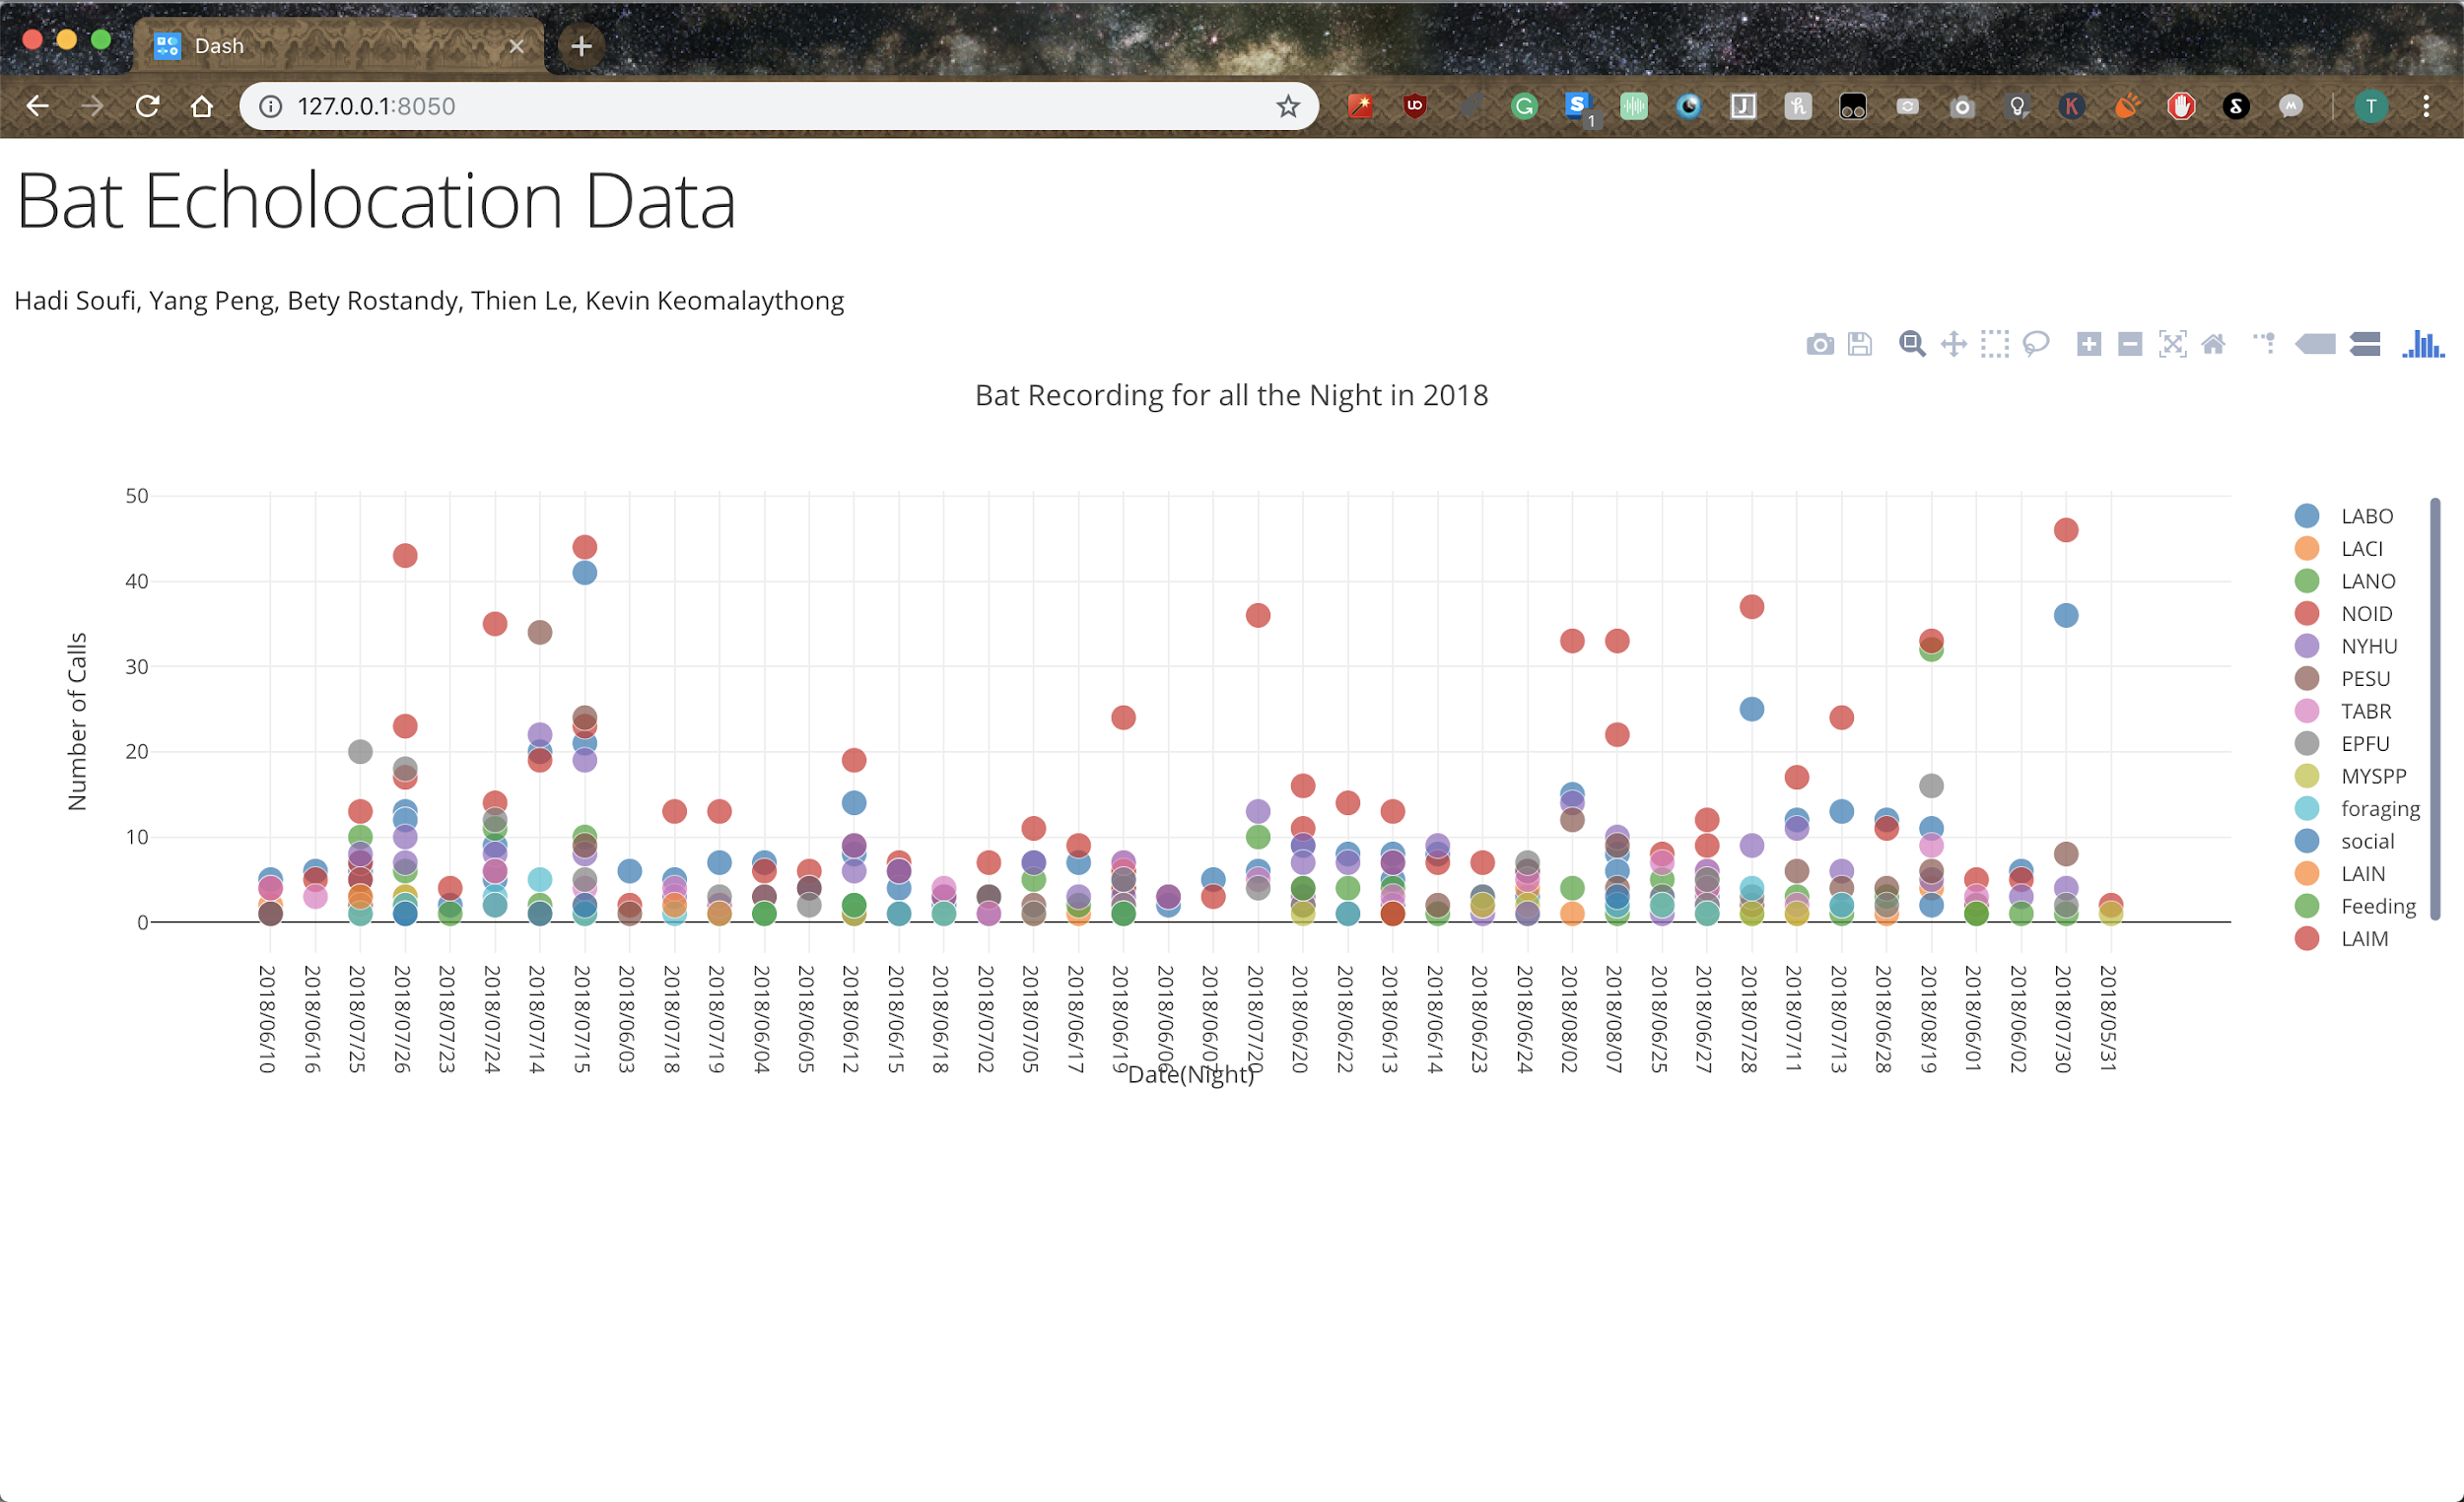 Dash
127.0.0.1:8050
1
T
Bat Echolocation Data
Hadi Soufi, Yang Peng, Bety Rostandy, Thien Le, Kevin Keomalaythong
Bat Recording for all the Night in 2018
Number of Calls
50
40
30
20
10
0
LABO
LACI
LANO
NOID
NYHU
PESU
TABR
EPFU
MYSPP
foraging
social
LAIN
Feeding
LAIM
2018/06/10
2018/06/16
2018/07/25
2018/07/26
2018/07/23
2018/07/24
2018/07/14
2018/07/15
2018/06/03
2018/07/18
2018/07/19
2018/06/04
2018/06/05
2018/06/12
2018/06/15
2018/06/18
2018/07/02
2018/07/05
2018/06/17
2018/06/19
2018/06/06
2018/07/20
2018/06/20
2018/06/22
2018/06/13
2018/06/14
2018/06/23
2018/06/24
2018/08/02
2018/08/07
2018/06/25
2018/06/27
2018/07/28
2018/07/11
2018/07/13
2018/06/28
2018/08/19
2018/06/01
2018/06/02
2018/07/30
2018/05/31
Date(Night)